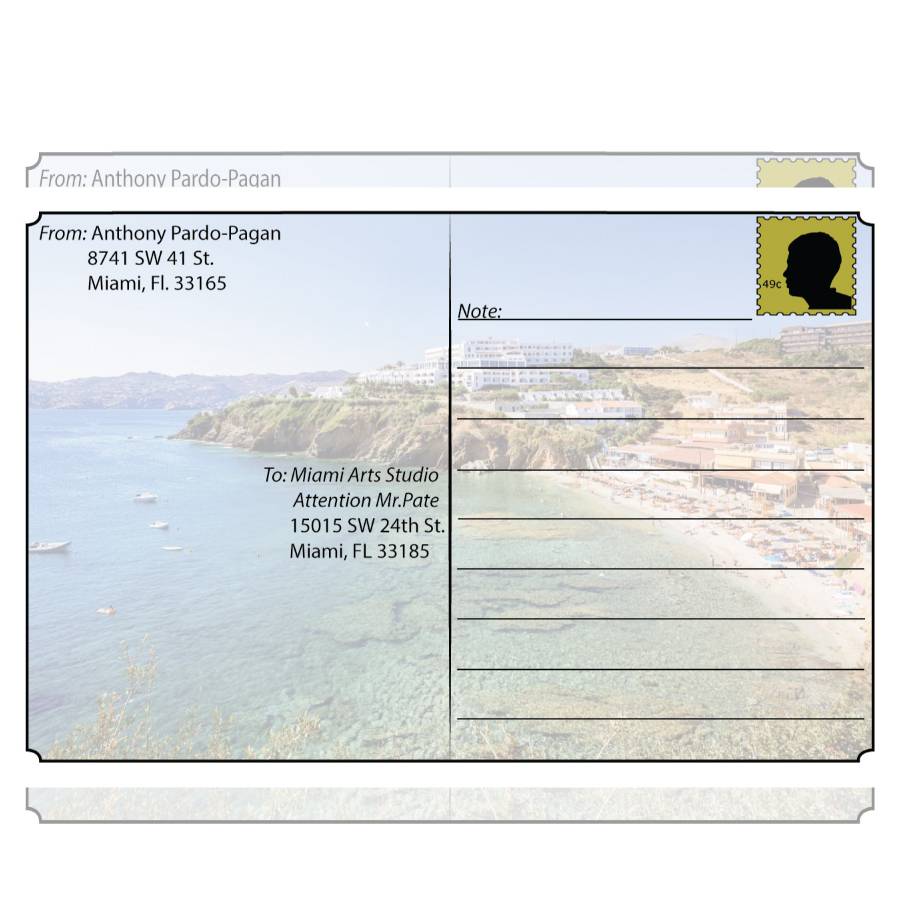 From: Anthony Pardo-Pagan
From: Anthony Pardo-Pagan
8741 SW 41 St.
Miami, Fl. 33165
49c
Note:
To: Miami Arts Studio
Attention Mr.Pate
15015 SW 24th St.
Miami, FL 33185